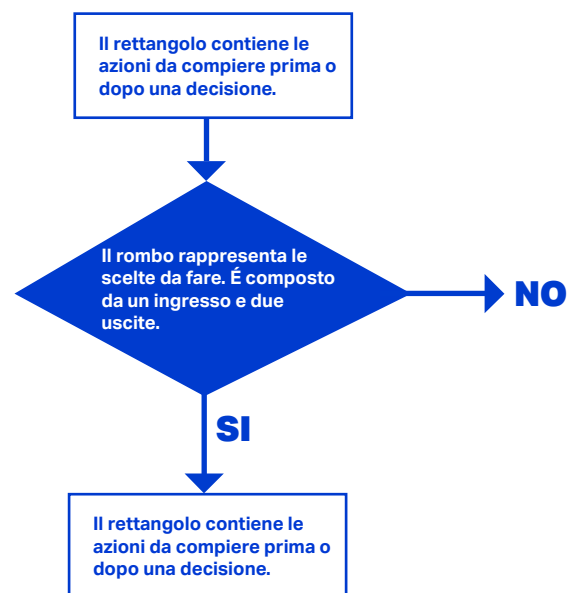 Il rettangolo contiene le
azioni da compiere prima o
dopo una decisione.
Il rombo rappresenta le
scelte da fare. É composto
da un ingresso e due
uscite.
NO
SI
Il rettangolo contiene le
azioni da compiere prima o
dopo una decisione.